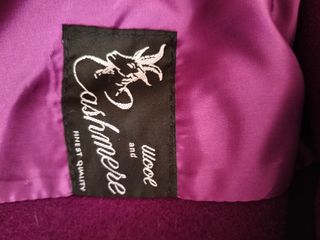 Wool
and
Cashmere
FINEST QUALITY